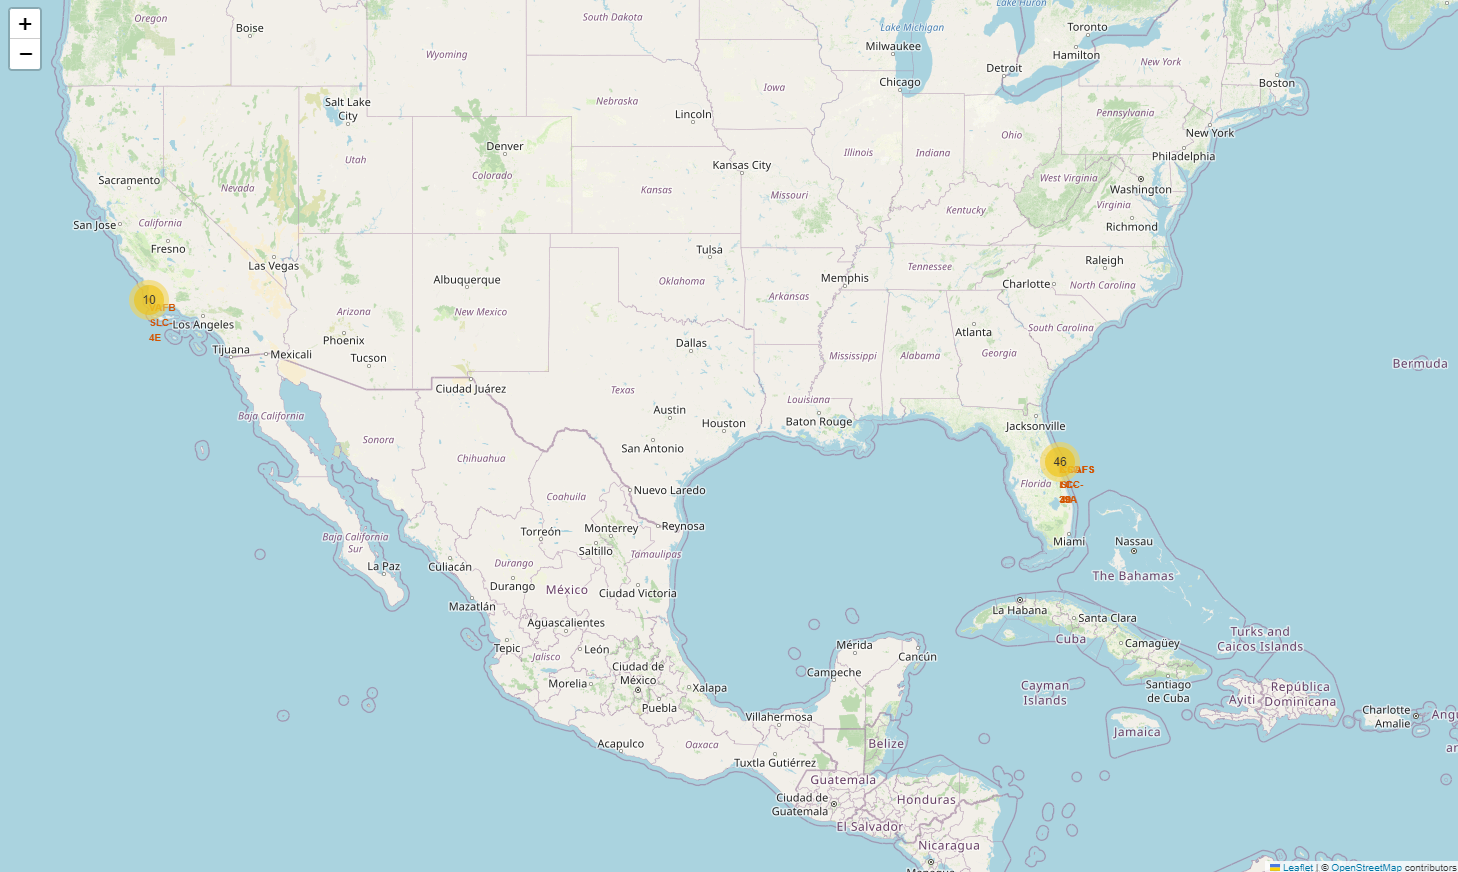 +
−
Oregon
Boise
South Dakota
Lake Michigan
Lake Huron
Toronto
Milwaukee
Hamilton
Wyoming
Detroit
New York
Chicago
Boston
Iowa
Nebraska
Salt Lake
City
Lincoln
Pennsylvania
New York
Ohio
Denver
Illinois
Indiana
Philadelphia
Utah
Kansas City
Colorado
Sacramento
Nevada
Kansas
Missouri
West Virginia
Washington
Virginia
Kentucky
San Jose
California
Richmond
Fresno
Tulsa
Las Vegas
Raleigh
Tennessee
Albuquerque
Oklahoma
Memphis
Charlotte
North Carolina
10
Arkansas
Arizona
New Mexico
SLC-
4E
Los Angeles
South Carolina
Atlanta
Phoenix
Dallas
Tijuana
Mexicali
Tucson
Mississippi
Alabama
Georgia
Bermuda
Ciudad Juárez
Texas
Louisiana
Austin
Baja California
Houston
Baton Rouge
Jacksonville
Sonora
San Antonio
Chihuahua
46
Florida
Nuevo Laredo
Coahuila
Reynosa
Torreón
Monterrey
Baja California
Sur
Saltillo
Tamaulipas
Miami
Nassau
La Paz
Culiacán
Durango
The Bahamas
Durango
México
Ciudad Victoria
Mazatlán
La Habana
Santa Clara
Aguascalientes
Turks and
Caicos Islands
Cuba
Camagüey
Tepic
Jalisco
León
Mérida
Cancún
Ciudad de
México
Campeche
Morelia
Xalapa
Cayman
Islands
Santiago
de Cuba
Puebla
Ayiti
República
Dominicana
Villahermosa
Charlotte
Amalie
Jamaica
Acapulco
Oaxaca
Belize
Tuxtla Gutiérrez
Guatemala
Ciudad de
Guatemala
Honduras
El Salvador
Nicaragua
Leaflet | © OpenStreetMap contributors